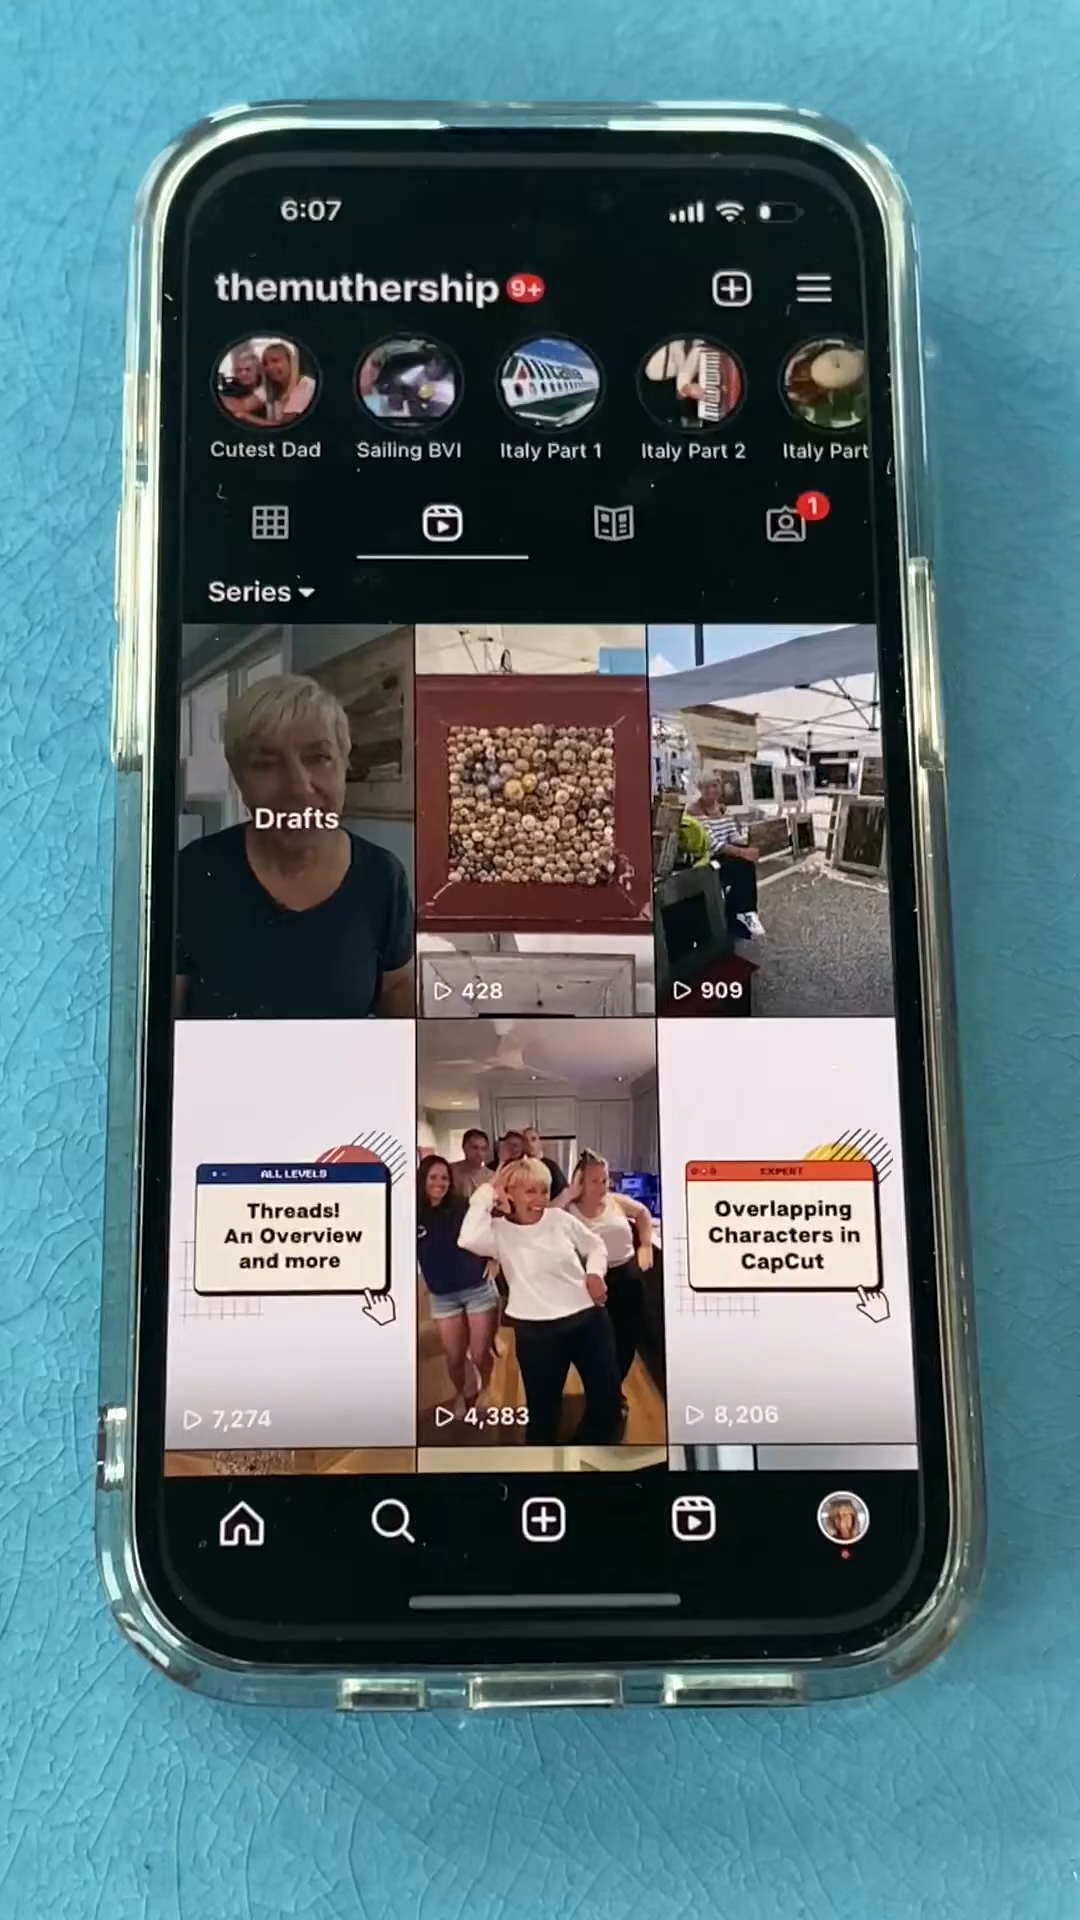 6:07
themuthership 9+
Alitalia
Cutest Dad
Sailing BVI
Italy Part 1
Italy Part 2
Italy Part
1
Series
Drafts
428
909
ALL LEVELS
Threads!
An Overview
and more
7,274
4,383
EXPERT
Overlapping
Characters in
CapCut
8,206